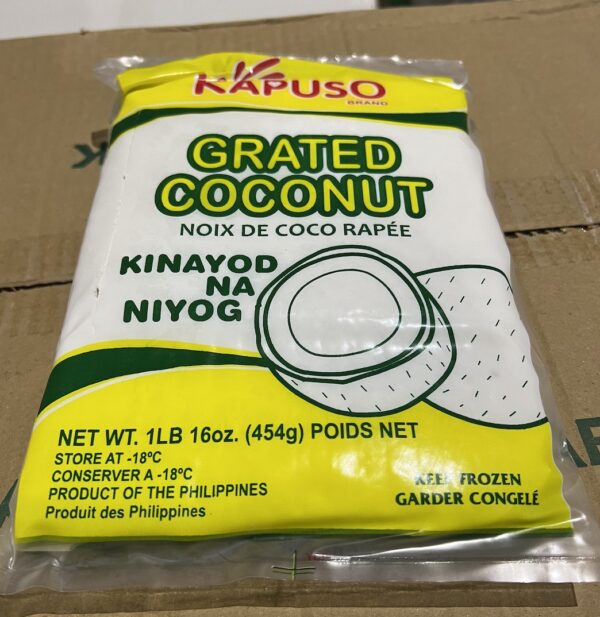 KAPUSO
BRAND
GRATED
COCONUT
NOIX DE COCO RAPÉE
KINAYOD
NA
NIYOG
NET WT. 1LB 16oz. (454g) POIDS NET
STORE AT -18ºC
CONSERVER A -18ºC
PRODUCT OF THE PHILIPPINES
Produit des Philippines
KEEP FROZEN
GARDER CONGELÉ